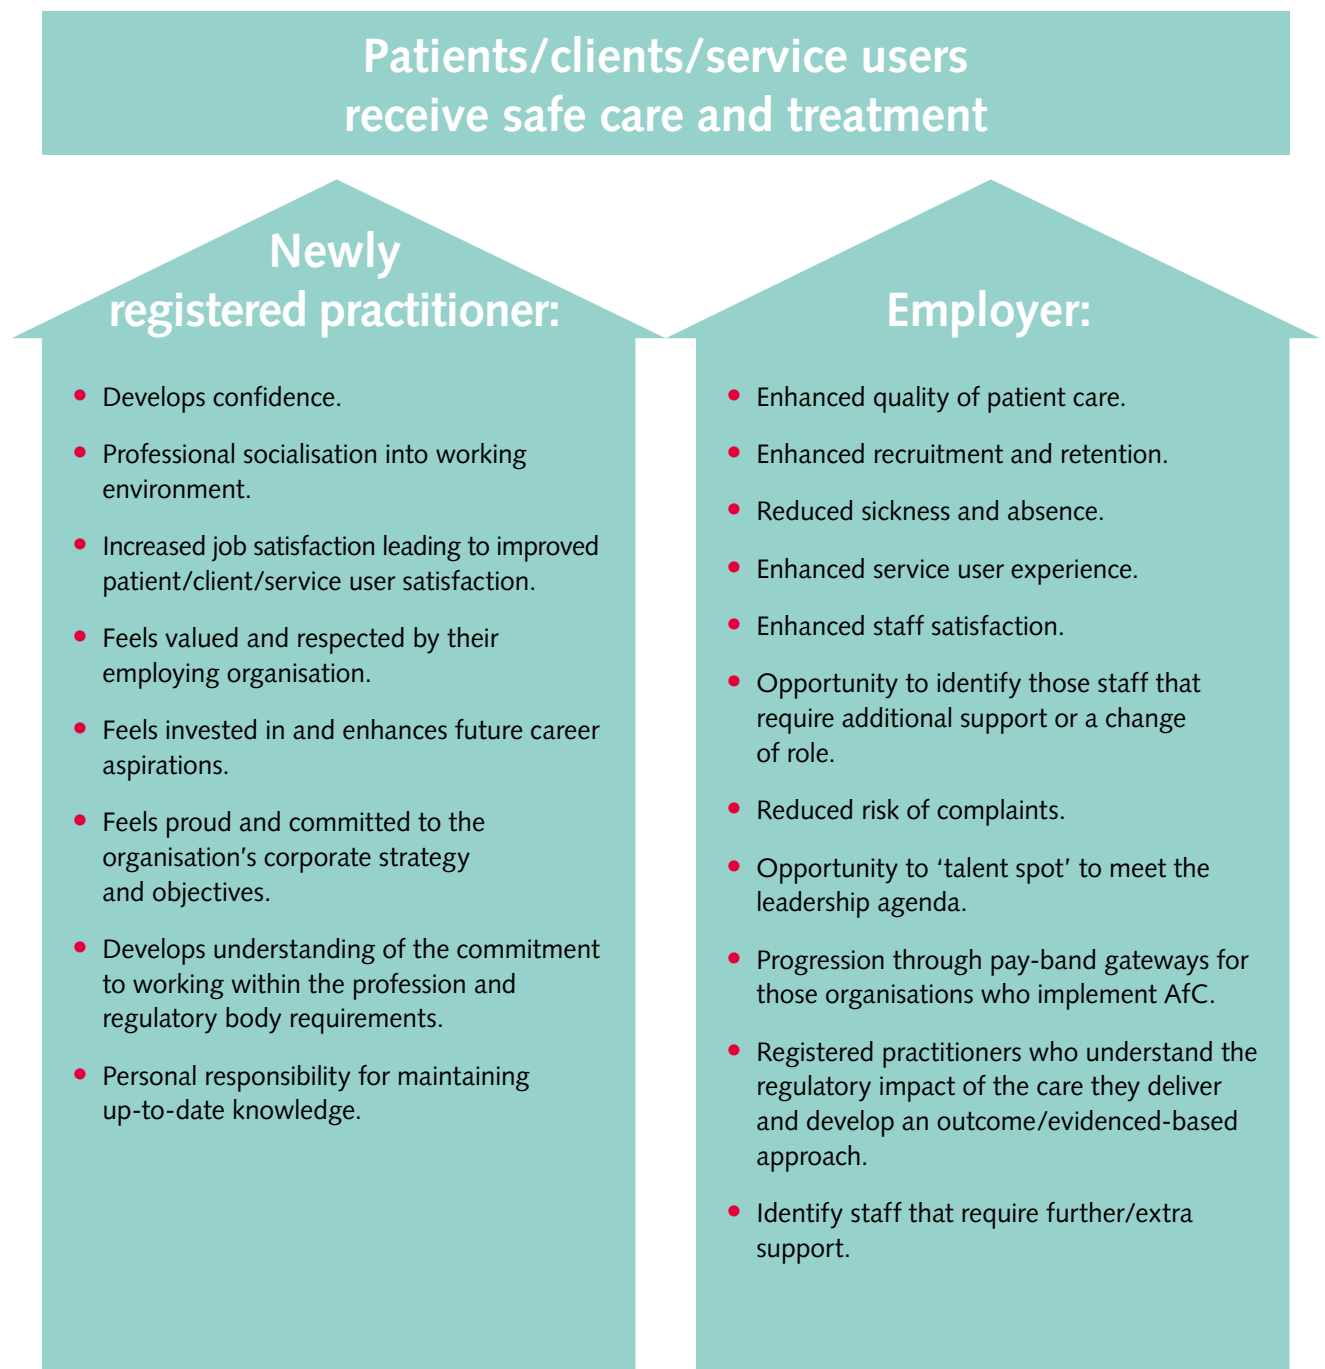 Patients/clients/service users
receive safe care and treatment
Newly
registered practitioner:
• Develops confidence.
• Professional socialisation into working
environment.
• Increased job satisfaction leading to improved
patient/client/service user satisfaction.
• Feels valued and respected by their
employing organisation.
• Feels invested in and enhances future career
aspirations.
• Feels proud and committed to the
organisation's corporate strategy
and objectives.
• Develops understanding of the commitment
to working within the profession and
regulatory body requirements.
• Personal responsibility for maintaining
up-to-date knowledge.
Employer:
• Enhanced quality of patient care.
• Enhanced recruitment and retention.
• Reduced sickness and absence.
• Enhanced service user experience.
• Enhanced staff satisfaction.
• Opportunity to identify those staff that
require additional support or a change
of role.
• Reduced risk of complaints.
• Opportunity to ‘talent spot’ to meet the
leadership agenda.
• Progression through pay-band gateways for
those organisations who implement AfC.
• Registered practitioners who understand the
regulatory impact of the care they deliver
and develop an outcome/evidenced-based
approach.
• Identify staff that require further/extra
support.